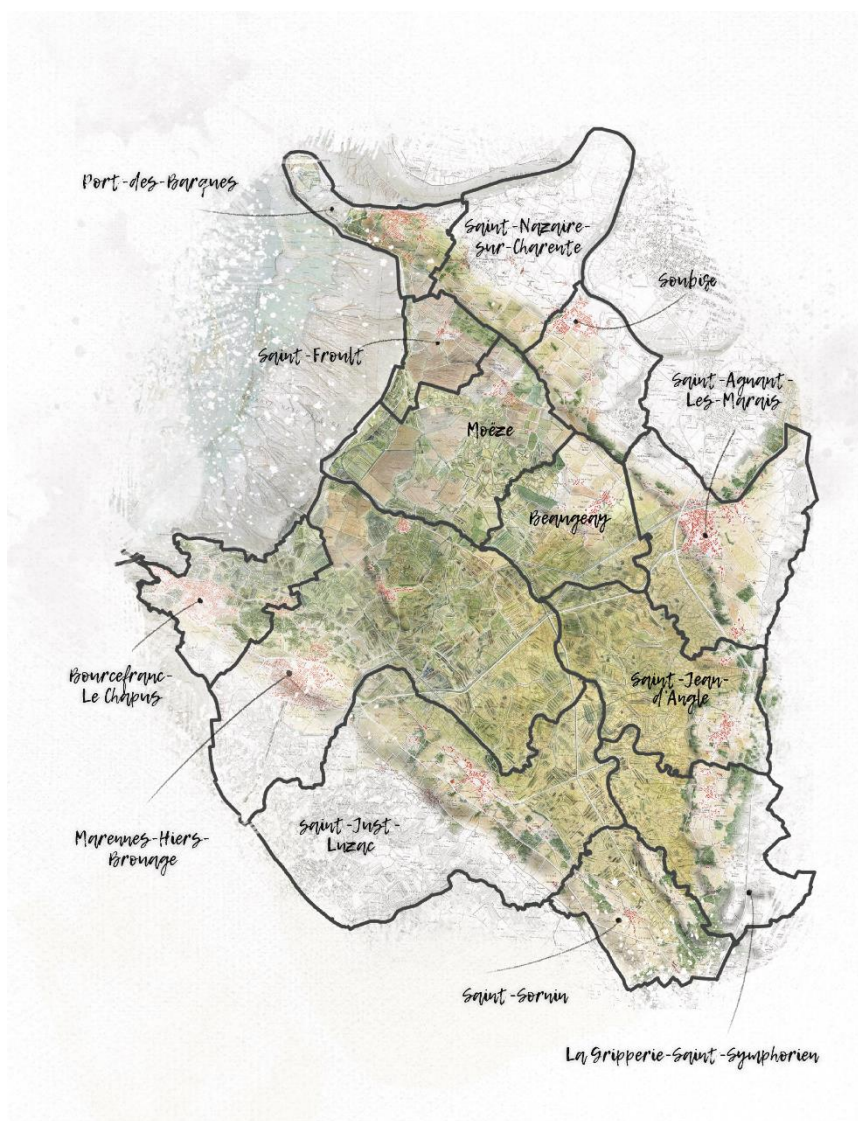 Port-des-Barques
Saint-Nazaire-
sur-Charente
Soubise
Saint-Froult
Saint-Agnant-
Les-Marais
Moëze
Beaugeay
Bourcefranc-
Le Chapus
Saint-Jean-
d'Angle
Marennes-Hiers-
Brouage
Saint-Just-
Luzac
Saint-Sornin
La Gripperie-Saint-Symphorien